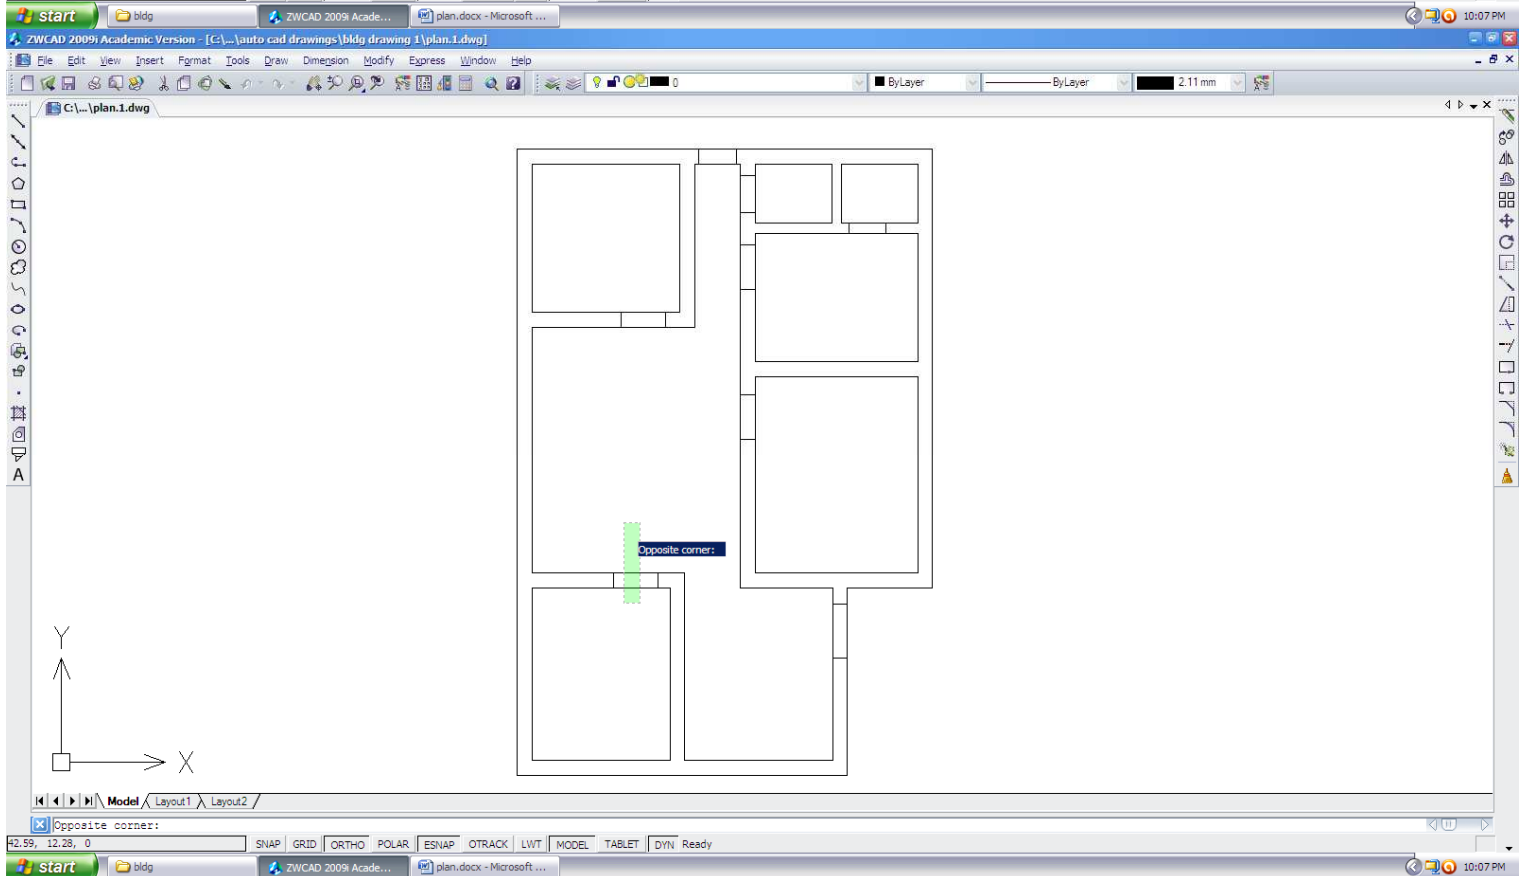 start bldg ZWCAD 2009i Acade... plan.docx - Microsoft ... 10:07 PM
ZWCAD 2009i Academic Version - [C:\...\auto cad drawings\bldg drawing 1\plan.1.dwg]
File Edit View Insert Format Tools Draw Dimension Modify Express Window Help
0 ByLayer ByLayer 2.11 mm
C:\...\plan.1.dwg
A
Opposite corner:
Y
X
Model Layout1 Layout2
Opposite corner:
42.59, 12.28, 0 SNAP GRID ORTHO POLAR ESNAP OTRACK LWT MODEL TABLET DYN Ready
start bldg ZWCAD 2009i Acade... plan.docx - Microsoft ... 10:07 PM